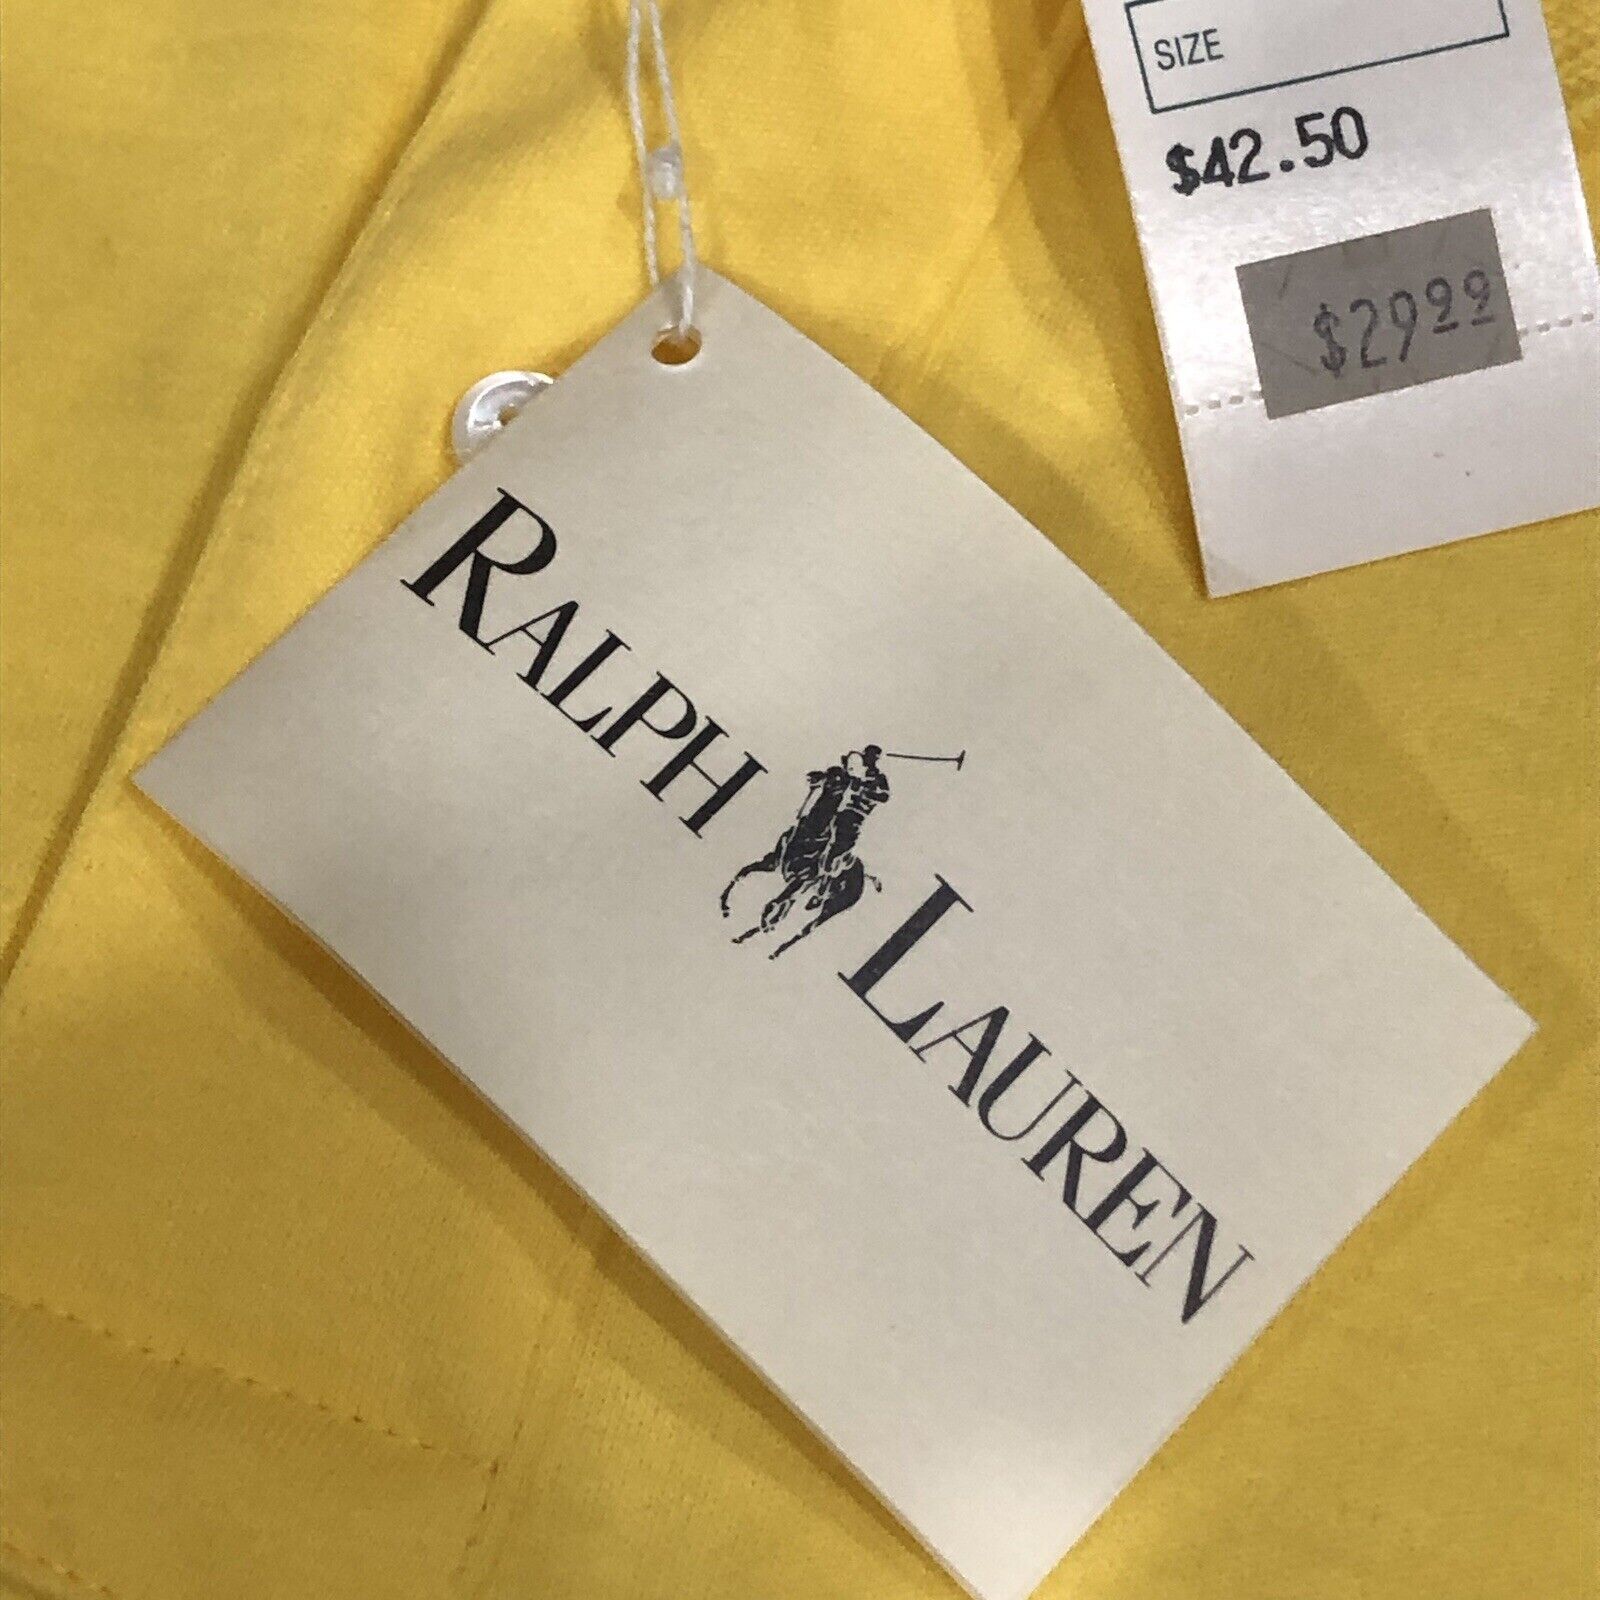 SIZE
$42.50
$29.99
RALPH LAUREN